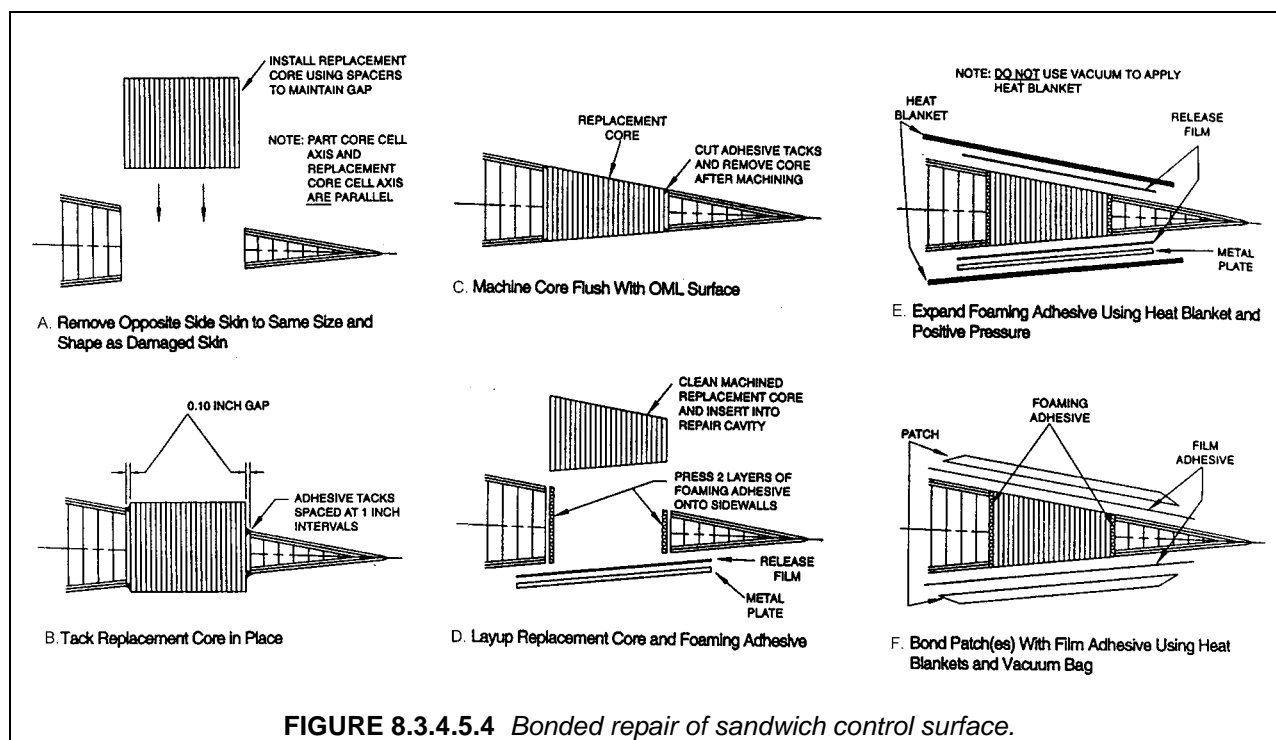 INSTALL REPLACEMENT
CORE USING SPACERS
TO MAINTAIN GAP
NOTE: PART CORE CELL
AXIS AND
REPLACEMENT
CORE CELL AXIS
ARE PARALLEL
A. Remove Opposite Side Skin to Same Size and
Shape as Damaged Skin
0.10 INCH GAP
ADHESIVE TACKS
SPACED AT 1 INCH
INTERVALS
B. Tack Replacement Core in Place
REPLACEMENT
CORE
CUT ADHESIVE TACKS
AND REMOVE CORE
AFTER MACHINING
C. Machine Core Flush With OML Surface
CLEAN MACHINED
REPLACEMENT CORE
AND INSERT INTO
REPAIR CAVITY
PRESS 2 LAYERS OF
FOAMING ADHESIVE
ONTO SIDEWALLS
RELEASE
FILM
METAL
PLATE
D. Layup Replacement Core and Foaming Adhesive
NOTE: DO NOT USE VACUUM TO APPLY
HEAT BLANKET
HEAT
BLANKET
RELEASE
FILM
METAL
PLATE
E. Expand Foaming Adhesive Using Heat Blanket and
Positive Pressure
FOAMING
ADHESIVE
PATCH
FILM
ADHESIVE
F. Bond Patch(es) With Film Adhesive Using Heat
Blankets and Vacuum Bag
FIGURE 8.3.4.5.4 Bonded repair of sandwich control surface.